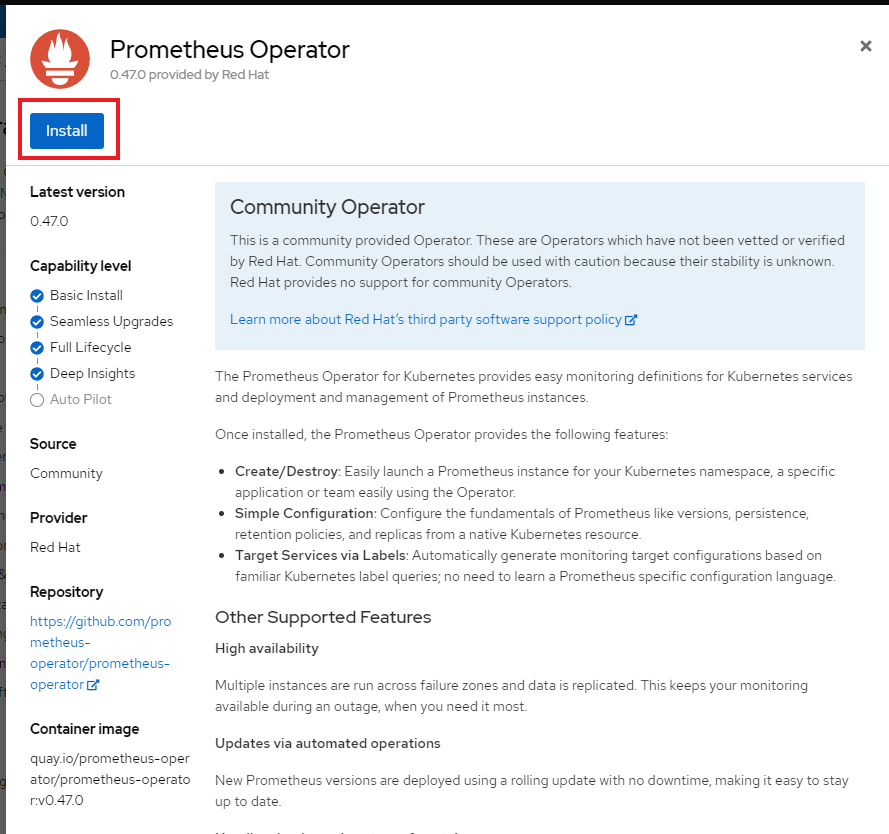 Prometheus Operator
0.47.0 provided by Red Hat
Install
Latest version
0.47.0
Capability level
Basic Install
Seamless Upgrades
Full Lifecycle
Deep Insights
Auto Pilot
Source
Community
Provider
Red Hat
Repository
https://github.com/pro
metheus-
operator/prometheus-
operator
Container image
quay.io/prometheus-oper
ator/prometheus-operato
r:v0.47.0
Community Operator
This is a community provided Operator. These are Operators which have not been vetted or verified
by Red Hat. Community Operators should be used with caution because their stability is unknown.
Red Hat provides no support for community Operators.
Learn more about Red Hat's third party software support policy
The Prometheus Operator for Kubernetes provides easy monitoring definitions for Kubernetes services
and deployment and management of Prometheus instances.
Once installed, the Prometheus Operator provides the following features:
• Create/Destroy: Easily launch a Prometheus instance for your Kubernetes namespace, a specific
application or team easily using the Operator.
• Simple Configuration: Configure the fundamentals of Prometheus like versions, persistence,
retention policies, and replicas from a native Kubernetes resource.
• Target Services via Labels: Automatically generate monitoring target configurations based on
familiar Kubernetes label queries; no need to learn a Prometheus specific configuration language.
Other Supported Features
High availability
Multiple instances are run across failure zones and data is replicated. This keeps your monitoring
available during an outage, when you need it most.
Updates via automated operations
New Prometheus versions are deployed using a rolling update with no downtime, making it easy to stay
up to date.